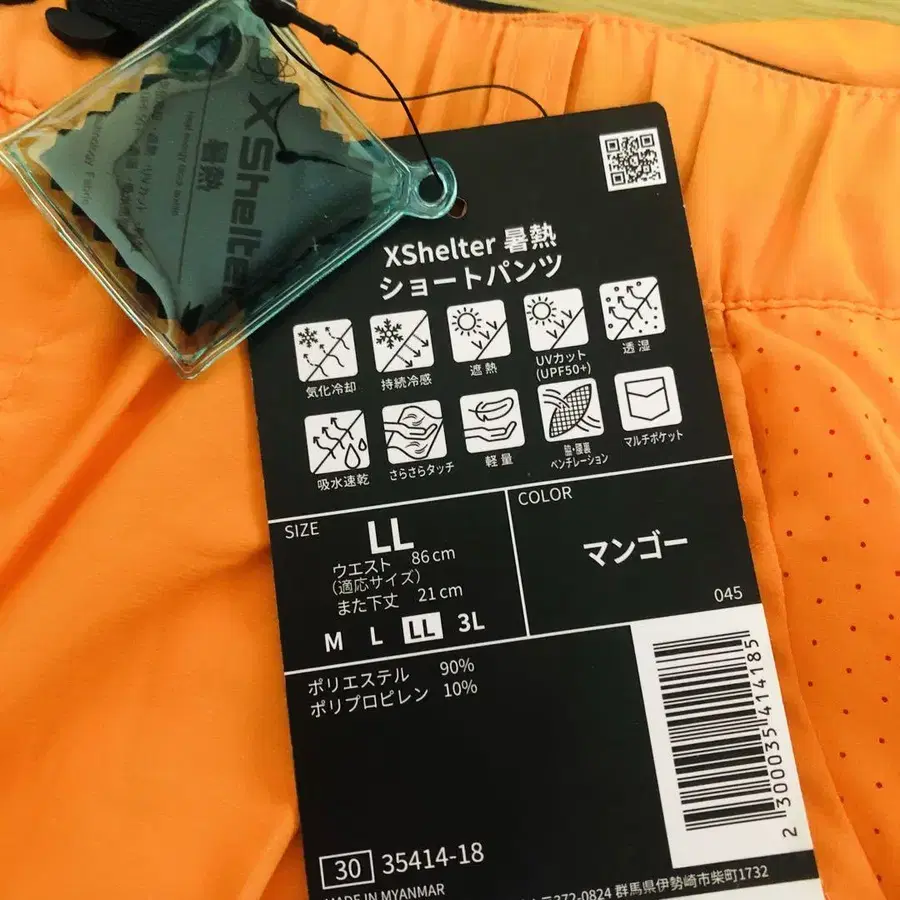 XShelter
暑熱
XShelter 暑熱
ショートパンツ
気化冷却
持続冷感
遮熱
UVカット
(UPF50+)
透湿
吸水速乾
さらさらタッチ
軽量
脇・腰裏
ベンチレーション
マルチポケット
SIZE
LL
ウエスト 86cm
(適応サイズ)
また下丈 21cm
M L LL 3L
COLOR
マンゴー
045
ポリエステル 90%
ポリプロピレン 10%
2 300035 414185
30 35414-18
MADE IN MYANMAR
〒372-0824 群馬県伊勢崎市柴町1732